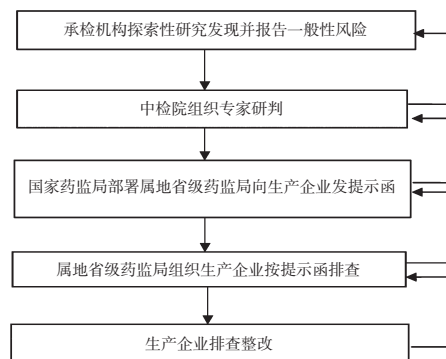 承检机构探索性研究发现并报告一般性风险
中检院组织专家研判
国家药监局部署属地省级药监局向生产企业发提示函
属地省级药监局组织生产企业按提示函排查
生产企业排查整改